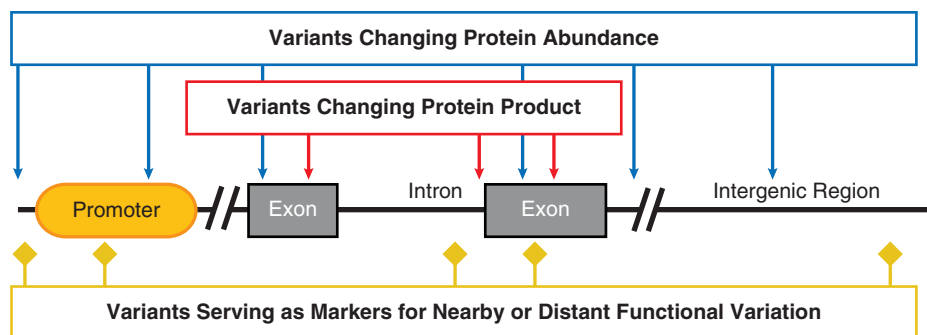 Variants Changing Protein Abundance
Variants Changing Protein Product
Intron
Intergenic Region
Promoter
Exon
Exon
Variants Serving as Markers for Nearby or Distant Functional Variation